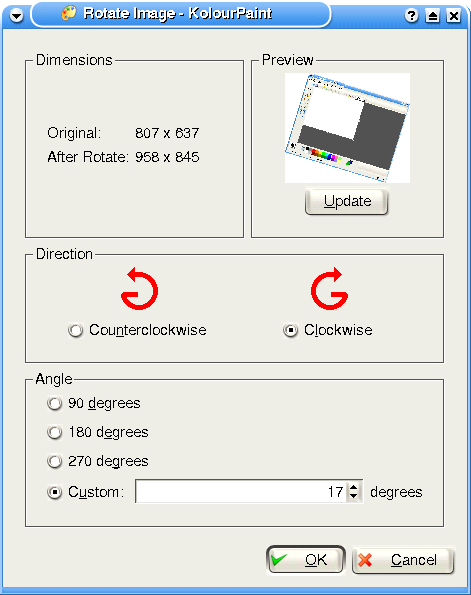 Rotate Image - KolourPaint
Dimensions
Original: 807 x 637
After Rotate: 958 x 845
Preview
Update
Direction
Counterclockwise
Clockwise
Angle
90 degrees
180 degrees
270 degrees
Custom: 17 degrees
OK
Cancel